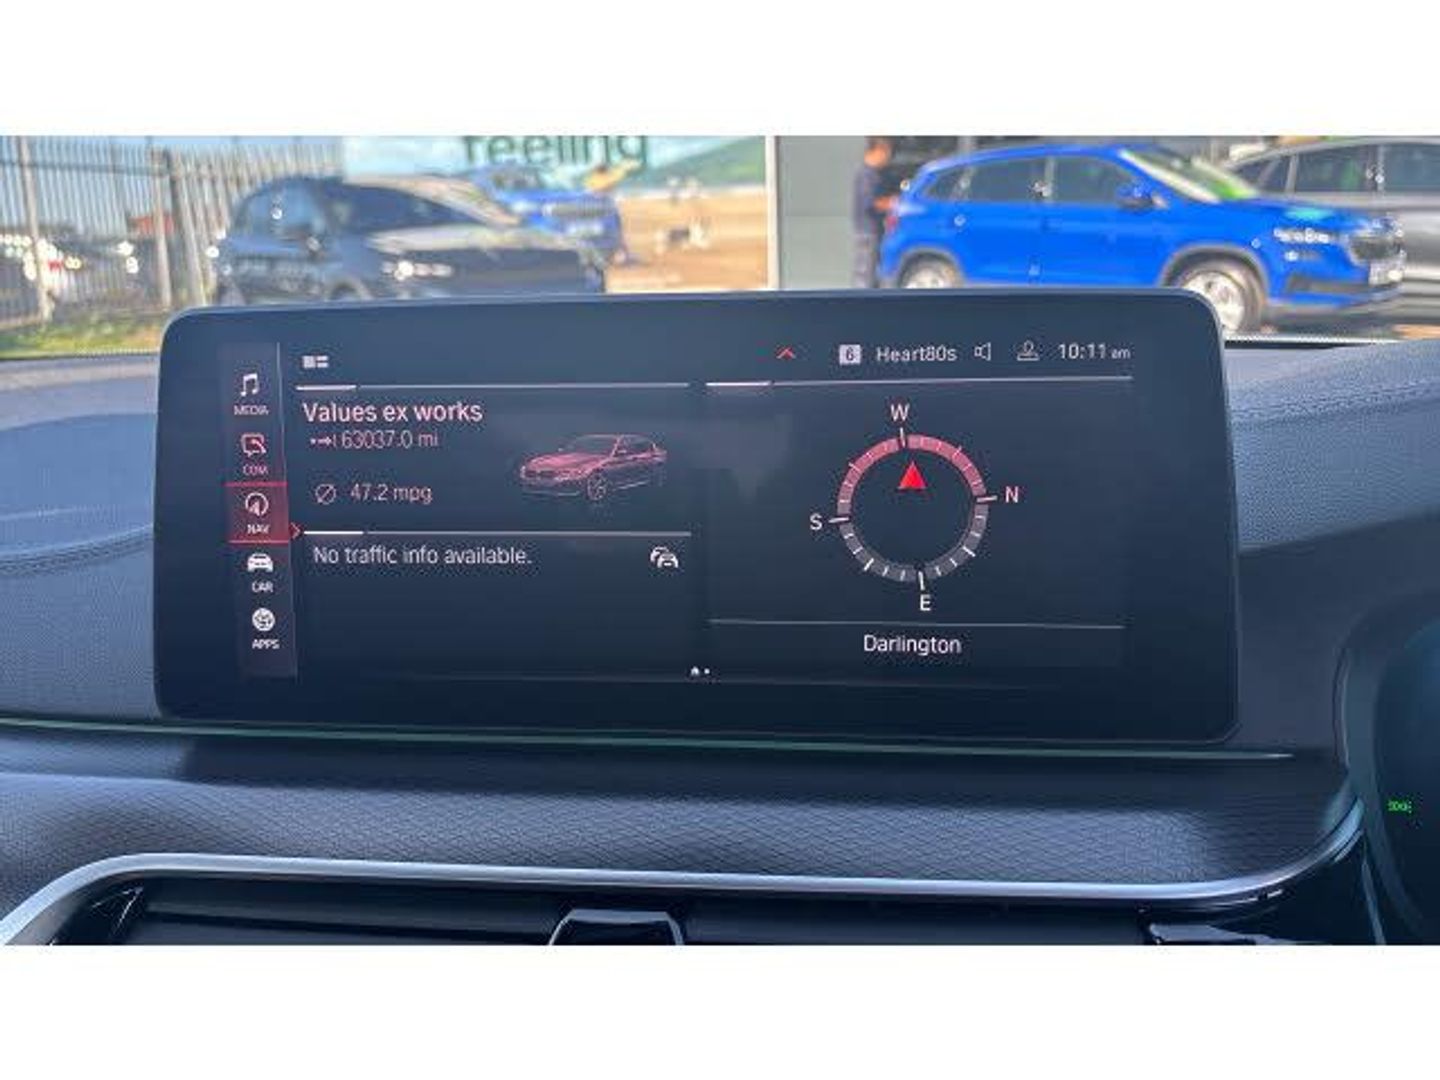 feeling
6 Heart80s 10:11 am
MEDIA
COM
NAV
CAR
APPS
Values ex works
63037.0 mi
47.2 mpg
No traffic info available.
W
N
S
E
Darlington